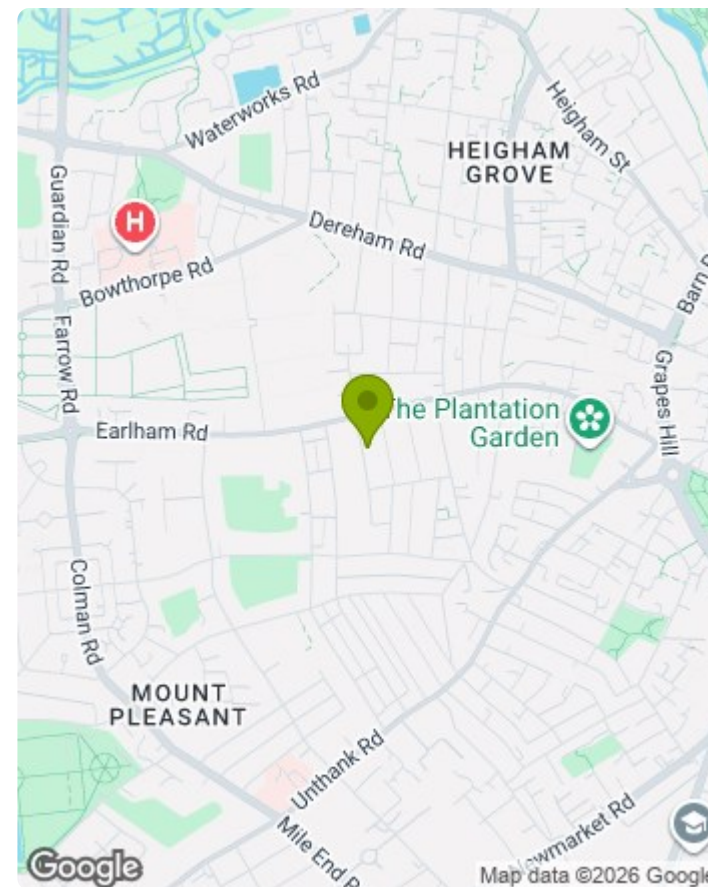 Waterworks Rd
Heigham St
HEIGHAM
GROVE
Guardian Rd
H
Dereham Rd
Bowthorpe Rd
Barn
Farrow Rd
Grapes Hill
The Plantation
Garden
Earlham Rd
Colman Rd
MOUNT
PLEASANT
Unthank Rd
Mile End
Newmarket Rd
Google
Map data ©2026 Google